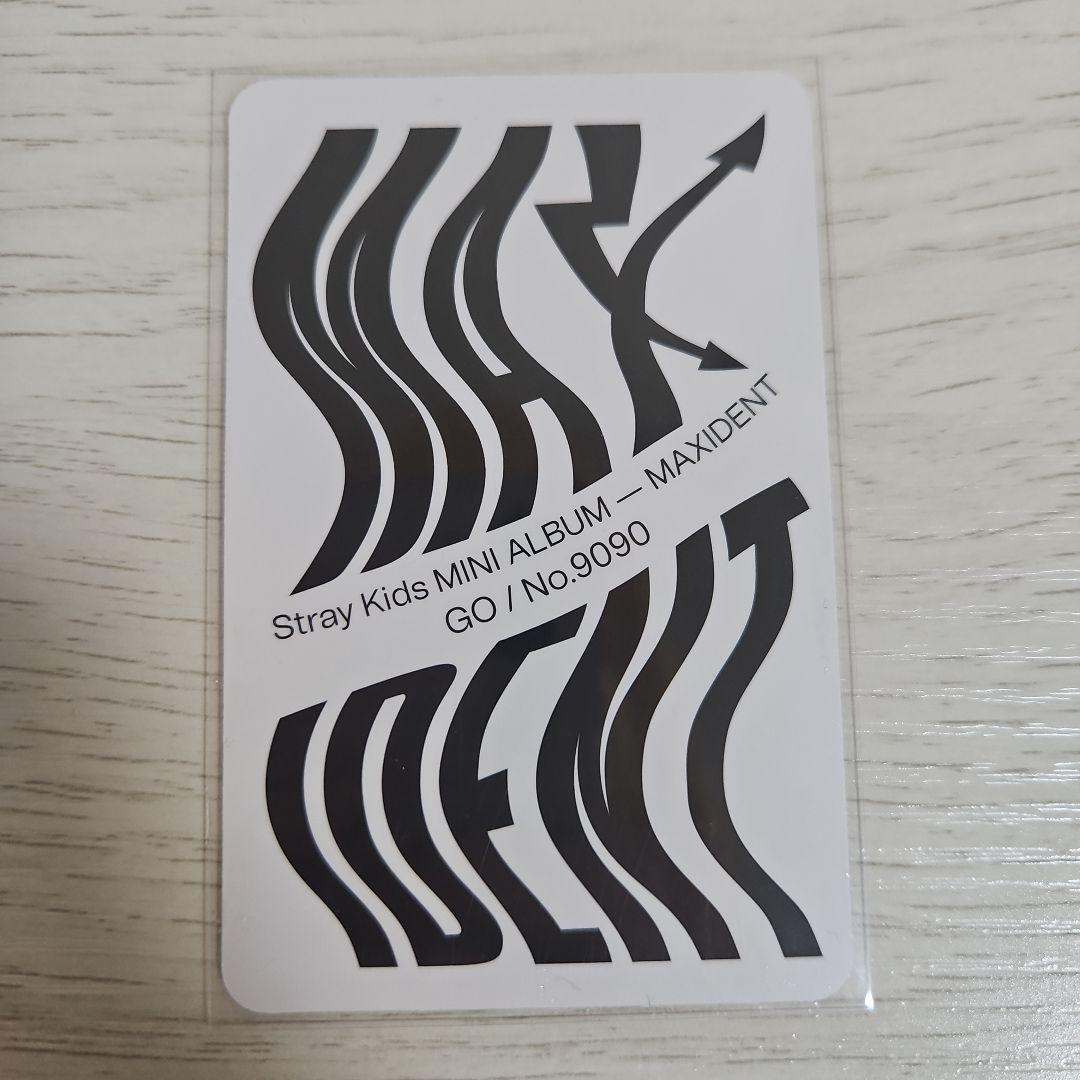 MAX
Stray Kids MINI ALBUM — MAXIDENT
GO / No.9090
IDENT